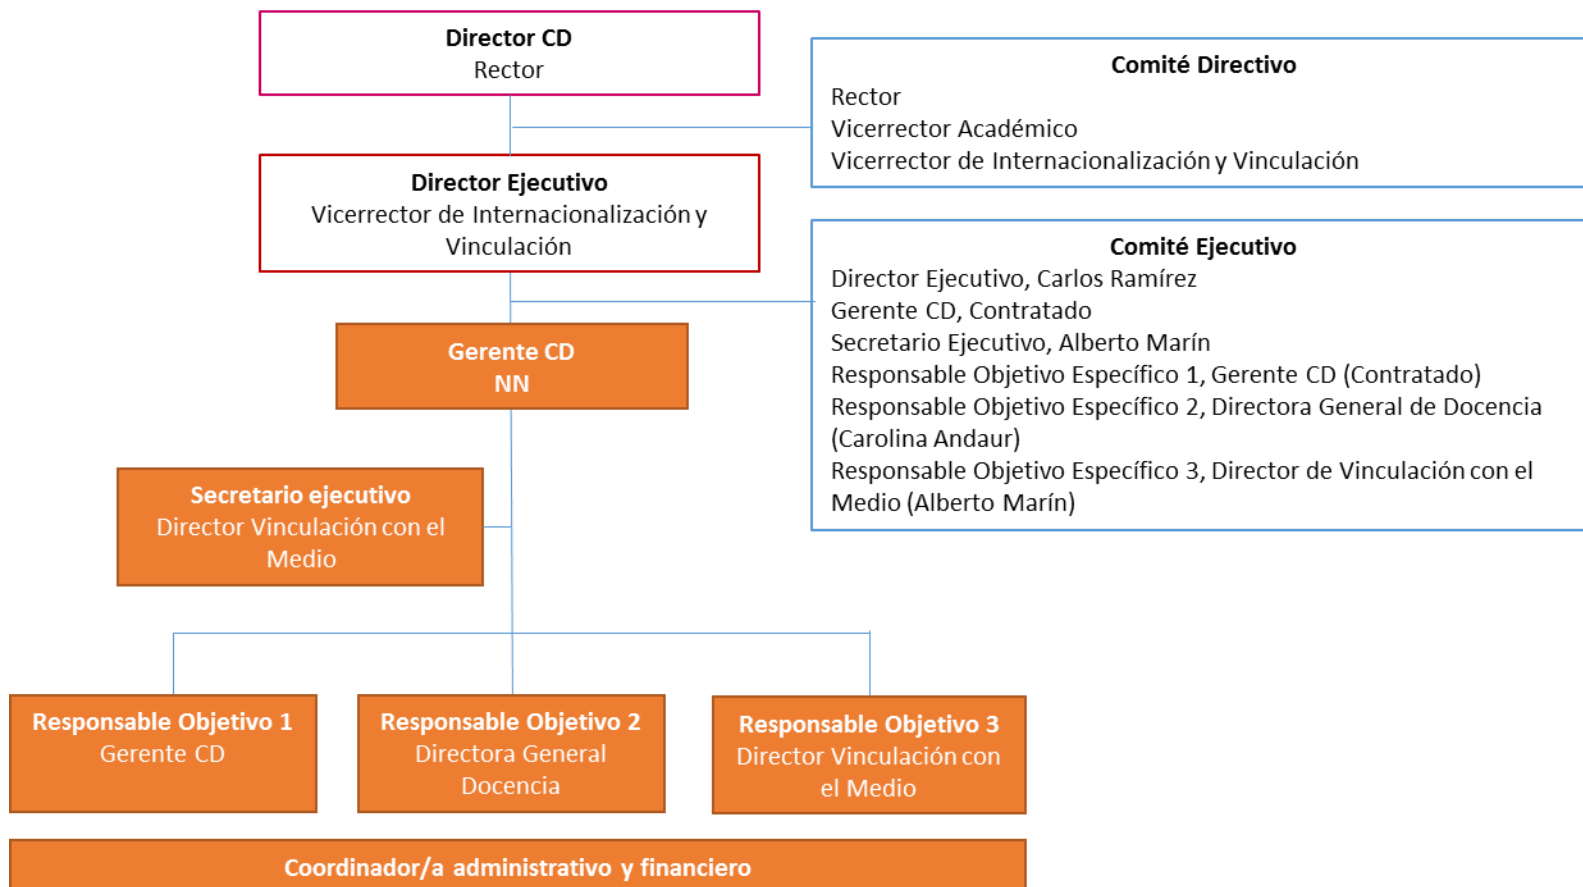 Director CD
Rector
Comité Directivo
Rector
Vicerrector Académico
Vicerrector de Internacionalización y Vinculación
Director Ejecutivo
Vicerrector de Internacionalización y
Vinculación
Comité Ejecutivo
Director Ejecutivo, Carlos Ramírez
Gerente CD, Contratado
Secretario Ejecutivo, Alberto Marín
Responsable Objetivo Específico 1, Gerente CD (Contratado)
Responsable Objetivo Específico 2, Directora General de Docencia
(Carolina Andaur)
Responsable Objetivo Específico 3, Director de Vinculación con el
Medio (Alberto Marín)
Gerente CD
NN
Secretario ejecutivo
Director Vinculación con el
Medio
Responsable Objetivo 1
Gerente CD
Responsable Objetivo 2
Directora General
Docencia
Responsable Objetivo 3
Director Vinculación con
el Medio
Coordinador/a administrativo y financiero